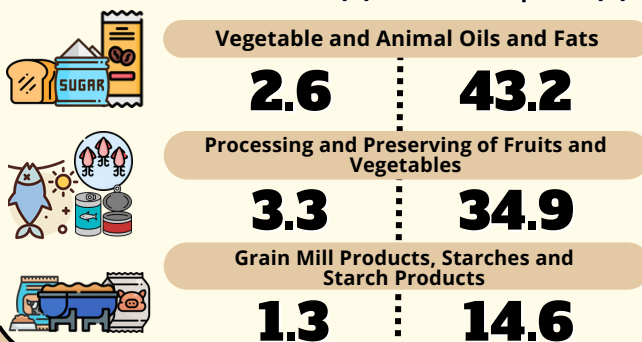 Vegetable and Animal Oils and Fats
2.6 43.2
SUGAR
Processing and Preserving of Fruits and
Vegetables
3.3 34.9
Grain Mill Products, Starches and
Starch Products
1.3 14.6